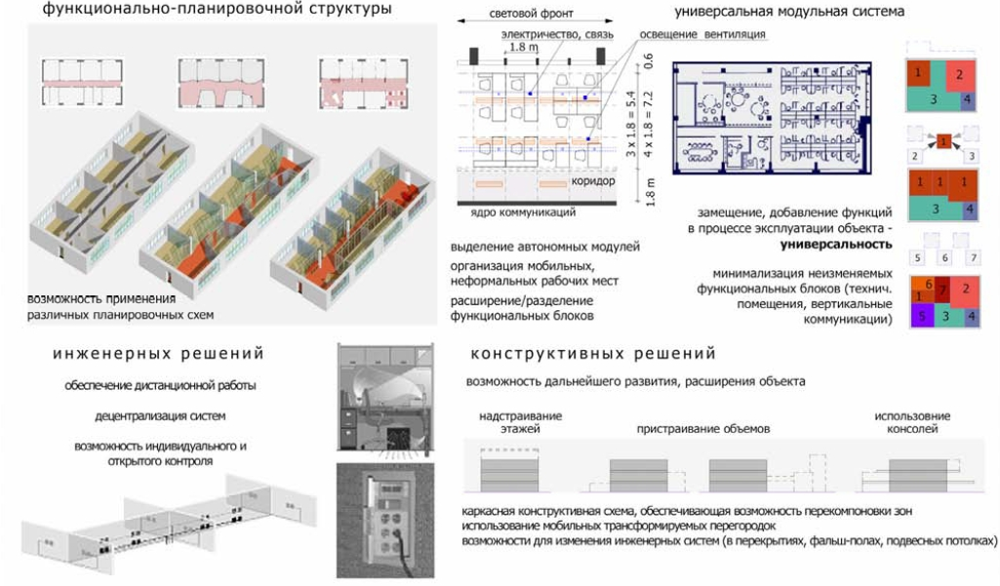 функционально-планировочной структуры
возможность применения
различных планировочных схем
световой фронт
электричество, связь
освещение вентиляция
1.8 m
0.6
3 x 1.8 = 5.4
4 x 1.8 = 7.2
1.8 m
коридор
ядро коммуникаций
выделение автономных модулей
организация мобильных,
неформальных рабочих мест
расширение/разделение
функциональных блоков
универсальная модульная система
замещение, добавление функций
в процессе эксплуатации объекта -
универсальность
минимализация неизменяемых
функциональных блоков (технич.
помещения, вертикальные
коммуникации)
1 2
3 4
1
2 3
1 1 1
3 4
5 6 7
6 7 2
1
5 3 4
инженерных решений
обеспечение дистанционной работы
децентрализация систем
возможность индивидуального и
открытого контроля
конструктивных решений
возможность дальнейшего развития, расширения объекта
надстраивание
этажей
пристраивание объемов
использовние
консолей
каркасная конструктивная схема, обеспечивающая возможность перекомпоновки зон
использование мобильных трансформируемых перегородок
возможности для изменения инженерных систем (в перекрытиях, фальш-полах, подвесных потолках)